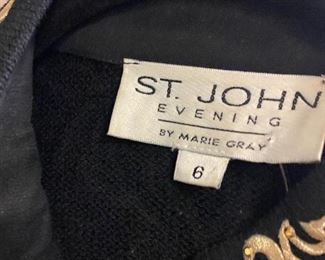 ST. JOHN
EVENING
BY MARIE GRAY
6